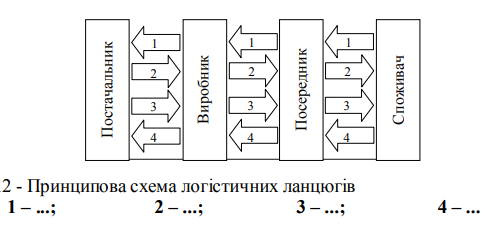 Постачальник
Виробник
Посередник
Споживач
1 1 1
2 2 2
3 3 3
4 4 4
.2 - Принципова схема логістичних ланцюгів
1 – ...; 2 – ...; 3 – ...; 4 – ...